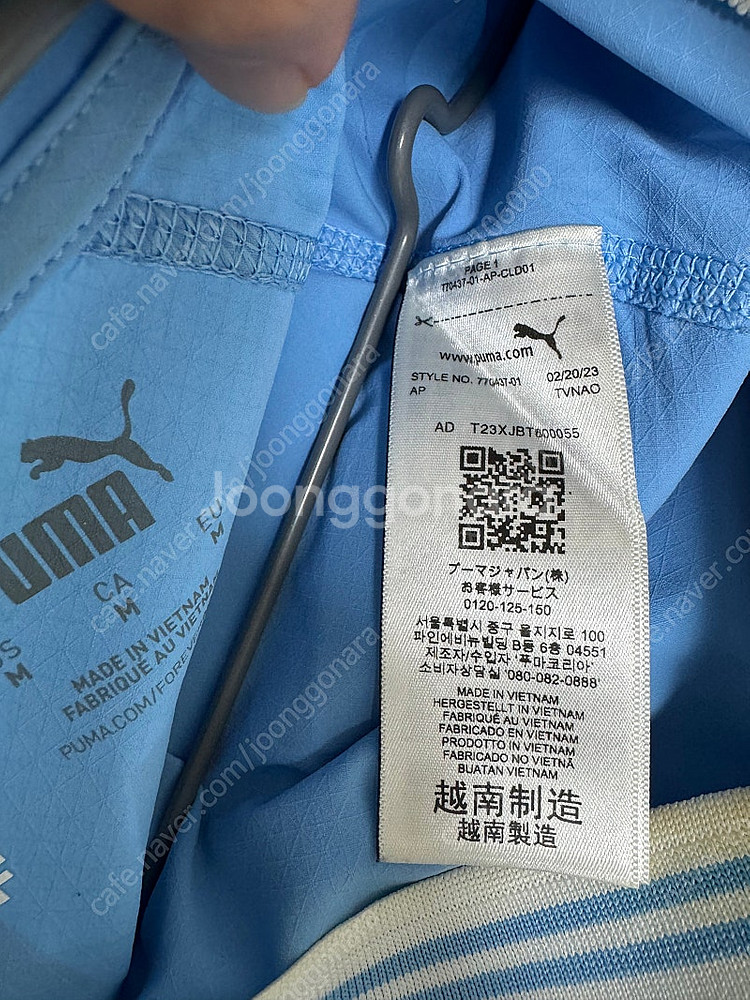 PUMA
US
M
CA
M
EU
M
MADE IN VIETNAM
FABRIQUÉ AU VIETNAM
PUMA.COM/FOREVE
PAGE 1
770437-01-AP-CLD01
www.puma.com
STYLE NO. 770437-01 02/20/23
AP TVNAO
AD T23XJBT600055
プーマジャパン(株)
お客様サービス
0120-125-150
서울특별시 중구 을지로 100
파인에비뉴빌딩 B동 6층 04551
제조자/수입자 '푸마코리아'
소비자상담실 '080-082-0888'
MADE IN VIETNAM
HERGESTELLT IN VIETNAM
FABRIQUÉ AU VIETNAM
FABRICADO EN VIETNAM
PRODOTTO IN VIETNAM
FABRICADO NO VIETNÃ
BUATAN VIETNAM
越南制造
越南製造
Joonggonara
cafe.naver.com/joonggonara